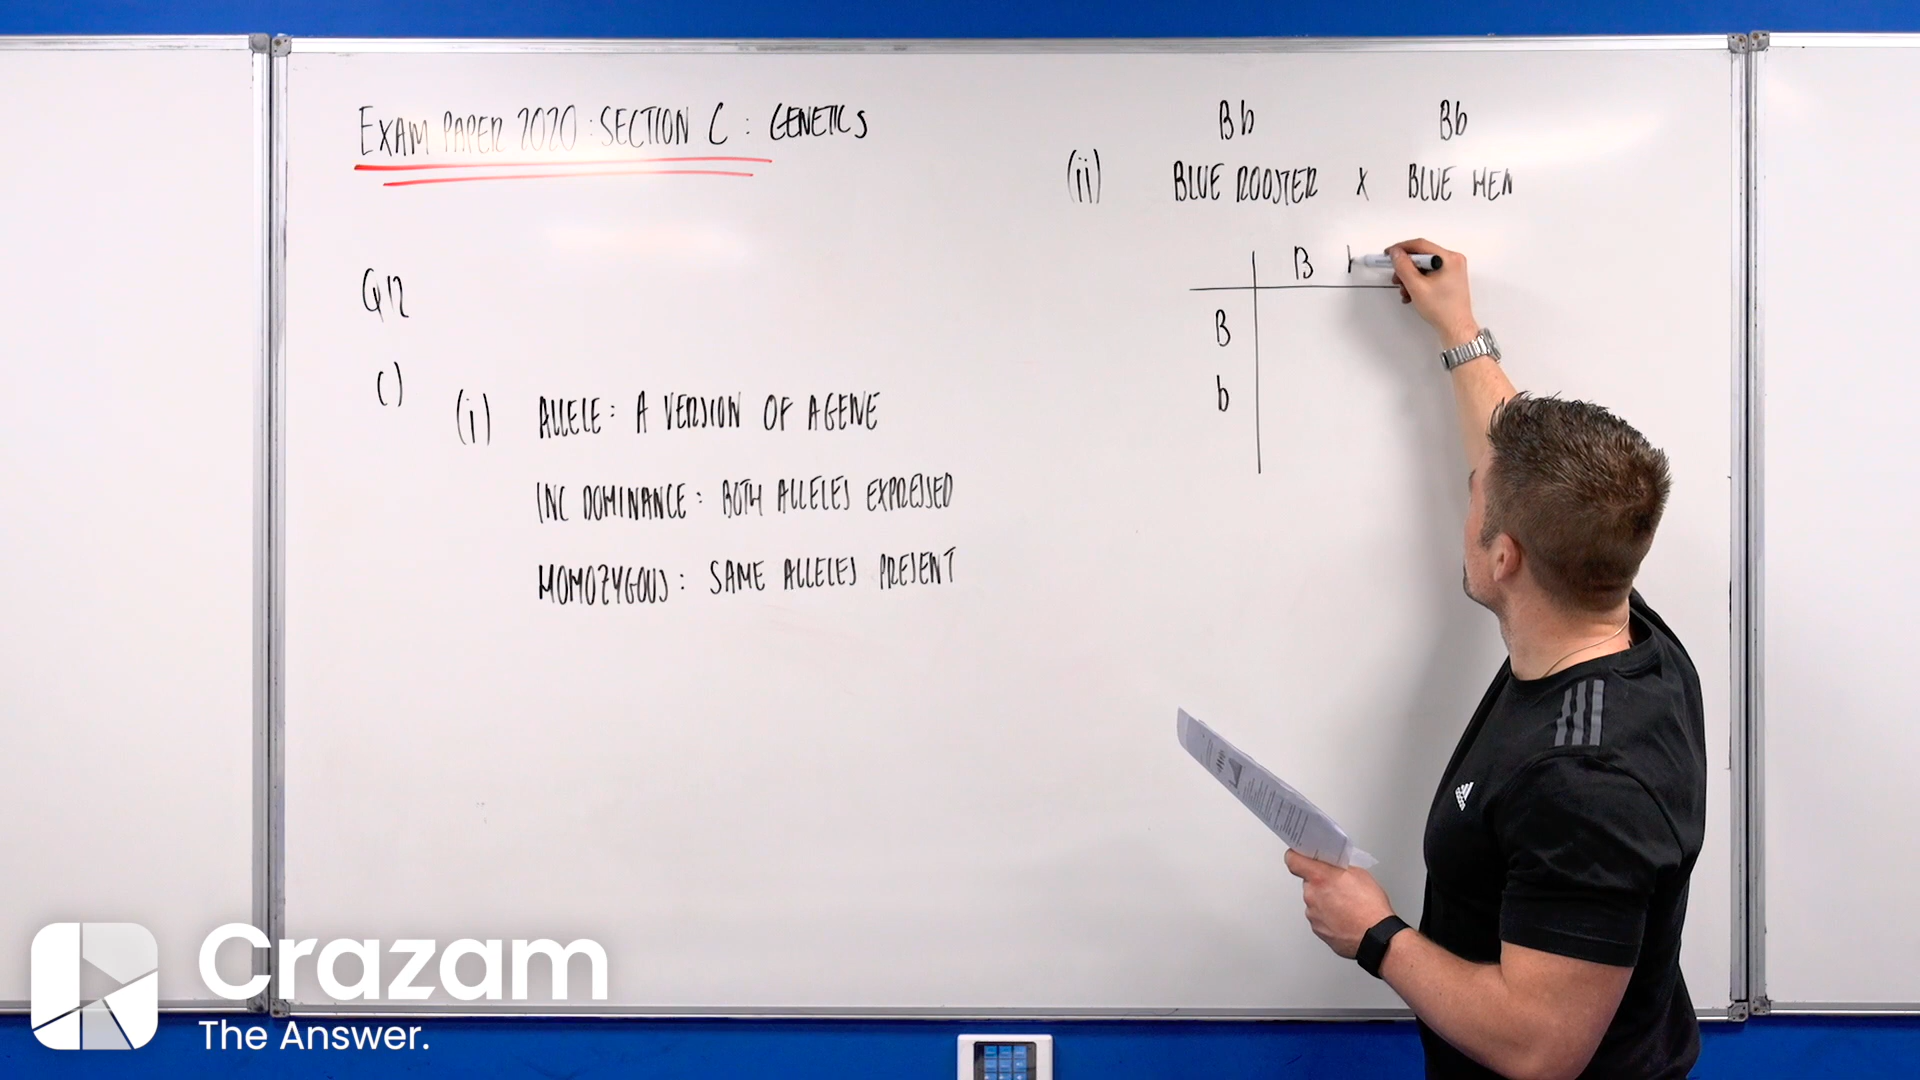 EXAM PAPER 2020 : SECTION C : GENETICS
Q12
c)
(i) ALLELE : A VERSION OF A GENE
INC DOMINANCE : BOTH ALLELES EXPRESSED
HOMOZYGOUS : SAME ALLELES PRESENT
Bb Bb
(ii) BLUE ROOSTER X BLUE HEN
B
B
b
Crazam
The Answer.